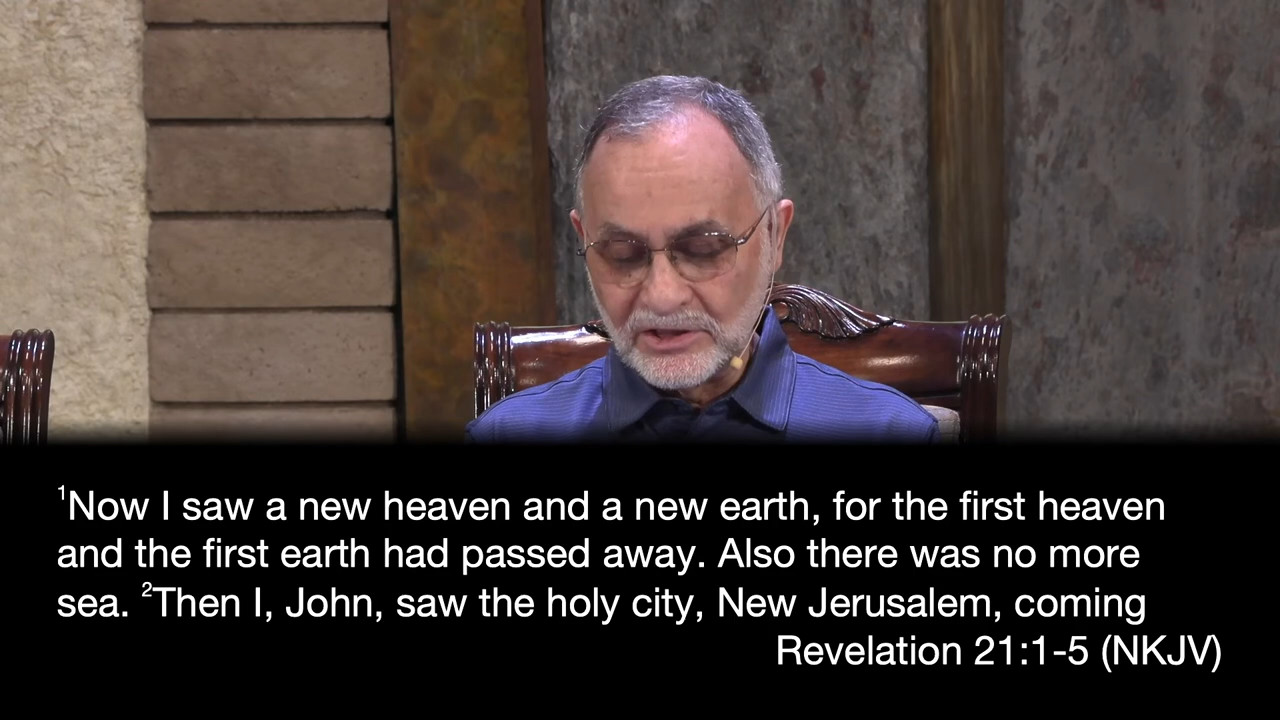 ¹Now I saw a new heaven and a new earth, for the first heaven
and the first earth had passed away. Also there was no more
sea. ²Then I, John, saw the holy city, New Jerusalem, coming
Revelation 21:1-5 (NKJV)